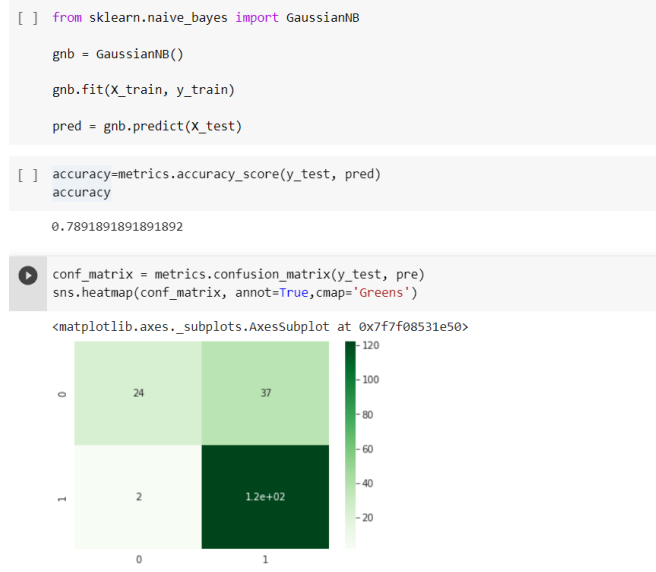 [ ] from sklearn.naive_bayes import GaussianNB
gnb = GaussianNB()
gnb.fit(X_train, y_train)
pred = gnb.predict(X_test)
[ ] accuracy=metrics.accuracy_score(y_test, pred)
accuracy
0.7891891891891892
conf_matrix = metrics.confusion_matrix(y_test, pre)
sns.heatmap(conf_matrix, annot=True,cmap='Greens')
<matplotlib.axes._subplots.AxesSubplot at 0x7f7f08531e50>
120
100
80
60
40
20
0
24
37
1
2
1.2e+02
0
1